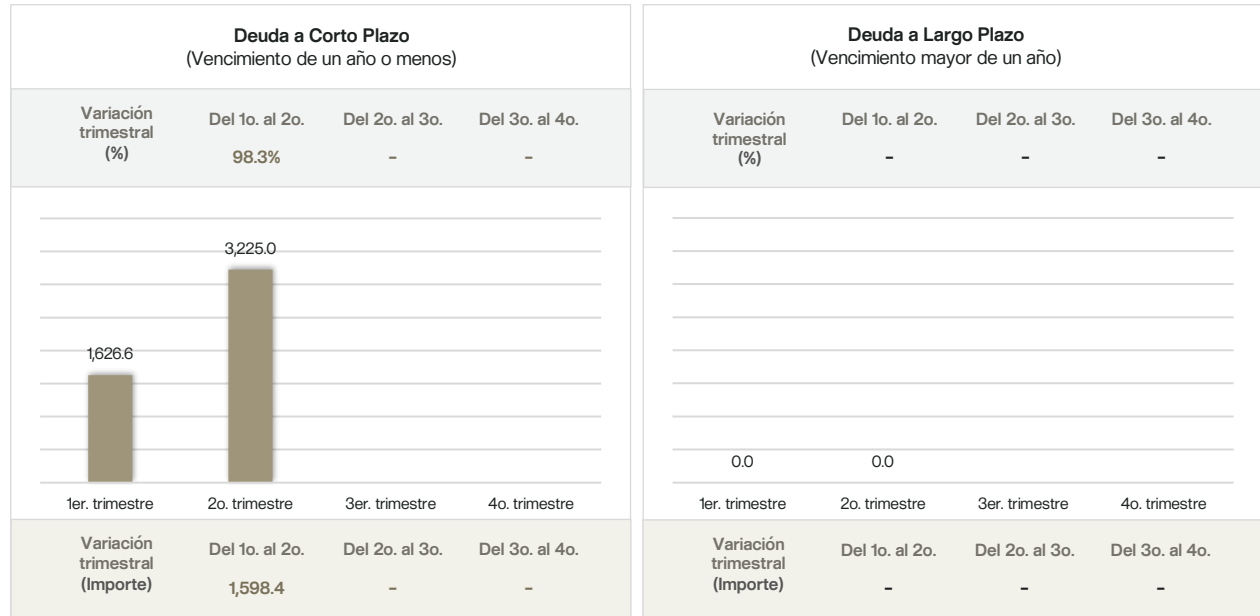 Deuda a Corto Plazo
(Vencimiento de un año o menos)
Variación
trimestral
(%)
Del 1o. al 2o.
Del 2o. al 3o.
Del 3o. al 4o.
98.3%
–
–
3,225.0
1,626.6
1er. trimestre
2o. trimestre
3er. trimestre
4o. trimestre
Variación
trimestral
(Importe)
Del 1o. al 2o.
Del 2o. al 3o.
Del 3o. al 4o.
1,598.4
–
–
Deuda a Largo Plazo
(Vencimiento mayor de un año)
Variación
trimestral
(%)
Del 1o. al 2o.
Del 2o. al 3o.
Del 3o. al 4o.
–
–
–
0.0
0.0
1er. trimestre
2o. trimestre
3er. trimestre
4o. trimestre
Variación
trimestral
(Importe)
Del 1o. al 2o.
Del 2o. al 3o.
Del 3o. al 4o.
–
–
–